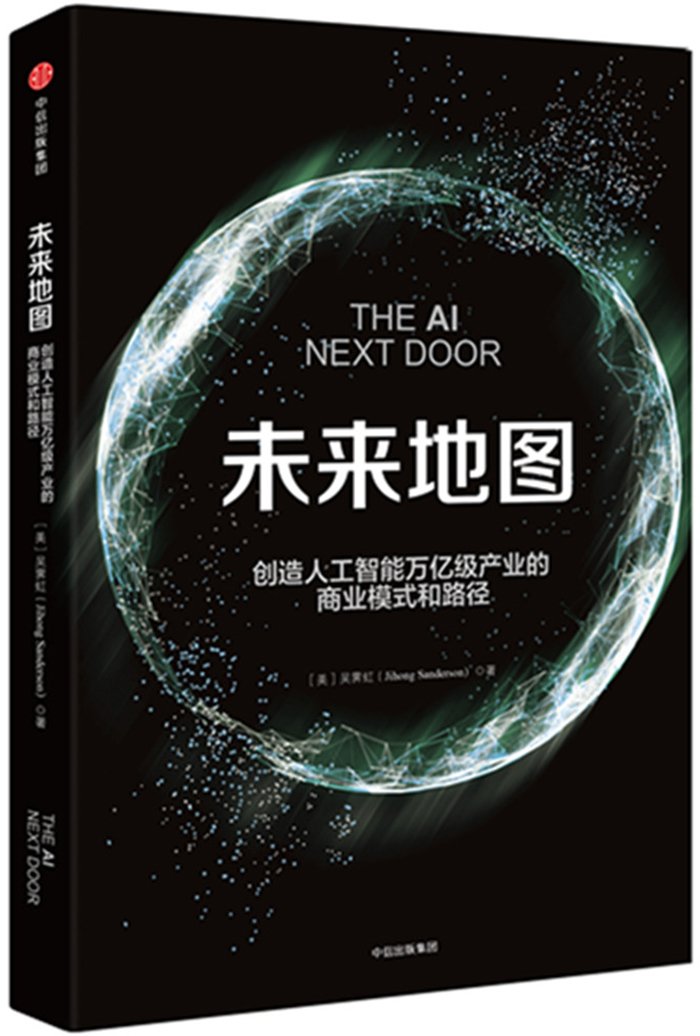 中信出版集团
未来地图
创造人工智能万亿级产业的
商业模式和路径
[美] 吴霁虹 (Jihong Sanderson) ◎ 著
THE AI
NEXT DOOR
THE AI
NEXT DOOR
未来地图
创造人工智能万亿级产业的
商业模式和路径
[美] 吴霁虹 (Jihong Sanderson) ◎ 著
中信出版集团